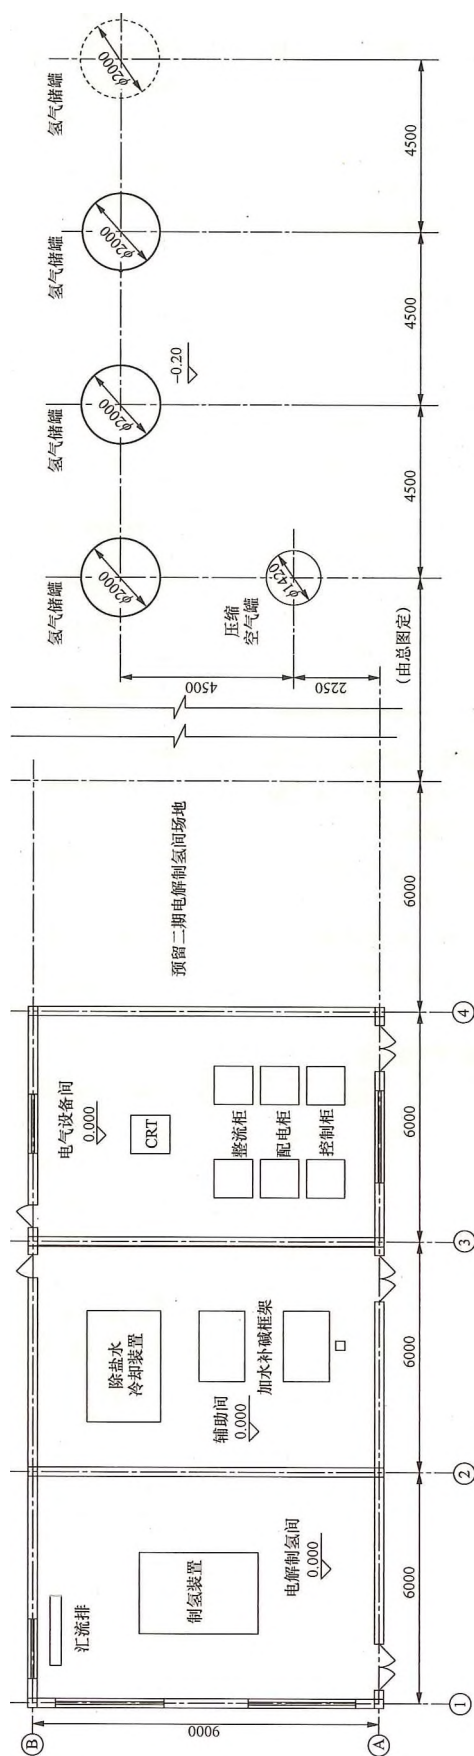 Ⓑ
Ⓐ
9000
汇流排
制氢装置
电解制氢间
0.000
除盐水
冷却装置
辅助间
0.000
加水补碱框架
电气设备间
0.000
CRT
整流柜
配电柜
控制柜
预留二期电解制氢间场地
氢气储罐
φ2000
氢气储罐
φ2000
氢气储罐
φ2000
氢气储罐
φ2000
-0.20
压缩
空气罐
φ1420
4500
2250
(由总图定)
6000
6000
6000
6000
4500
4500
4500
①
②
③
④